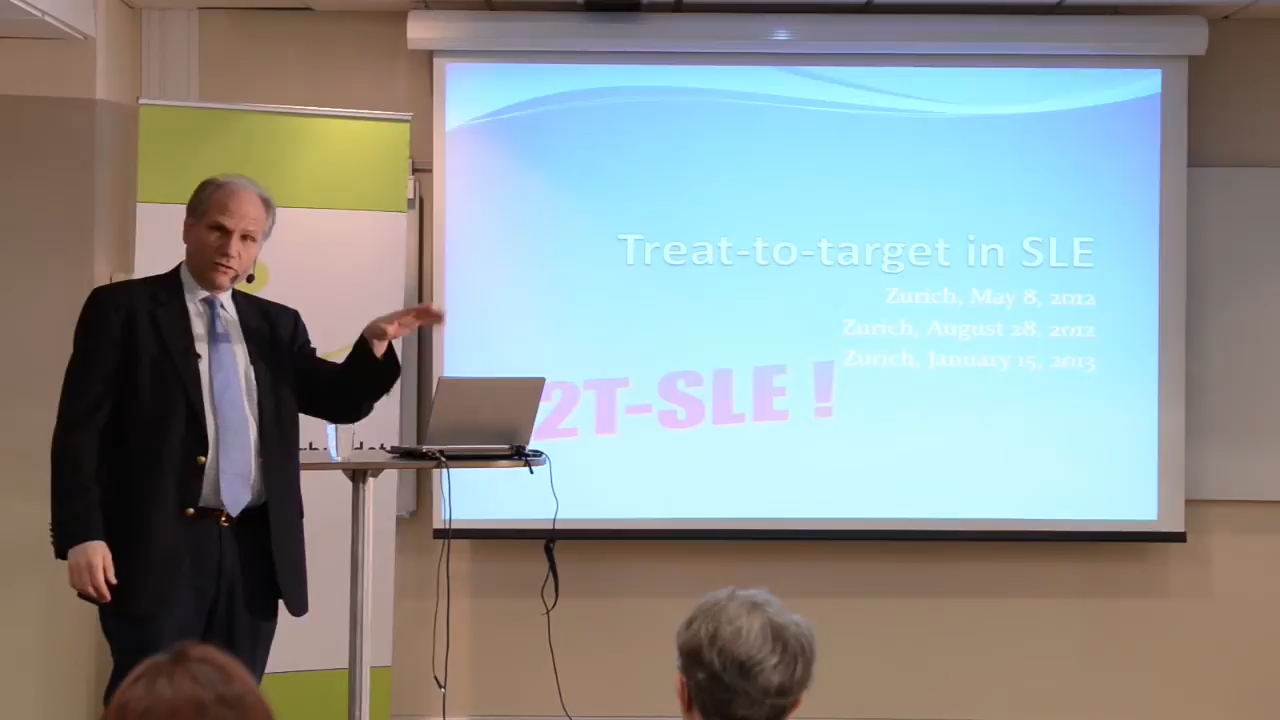 Treat-to-target in SLE
Zurich, May 8, 2012
Zurich, August 28, 2012
Zurich, January 15, 2013
2T-SLE !